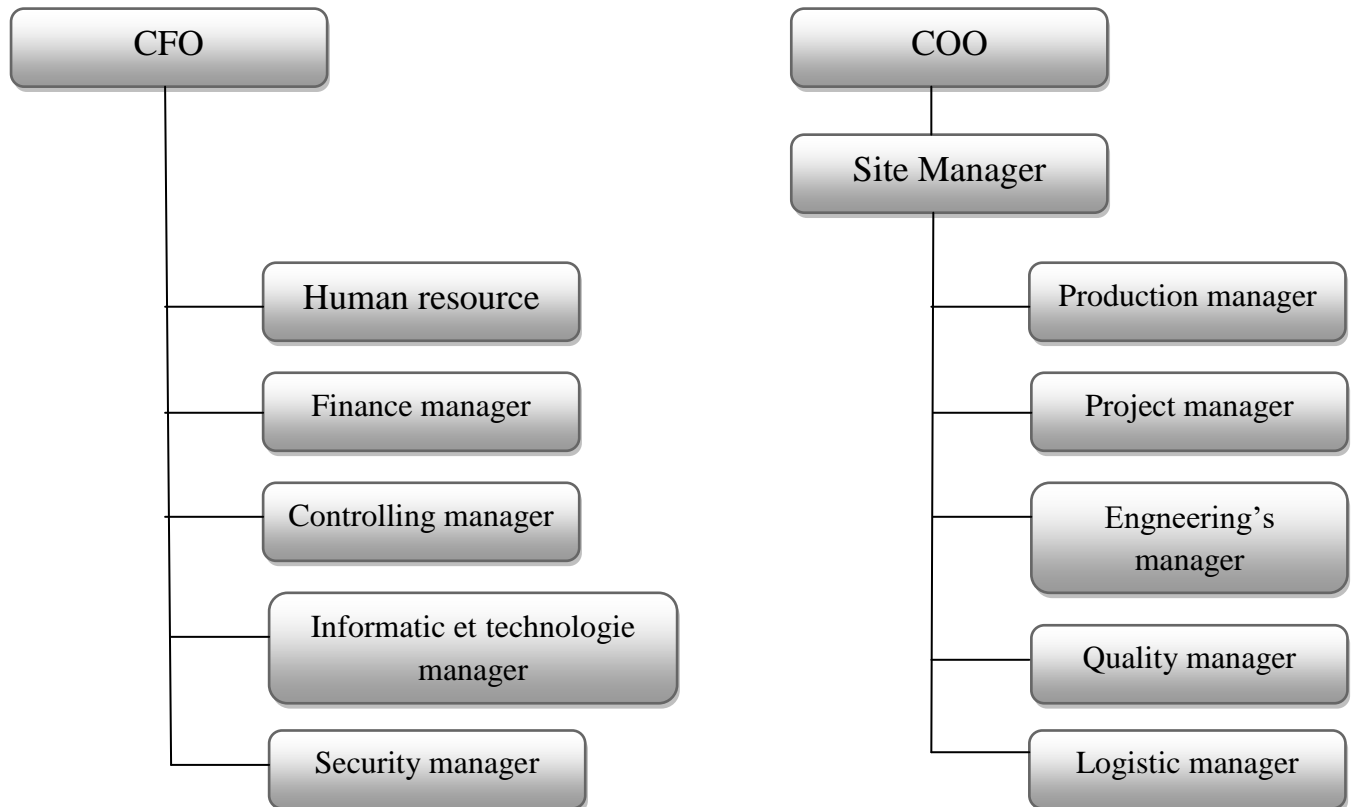 CFO
COO
Site Manager
Human resource
Production manager
Finance manager
Project manager
Controlling manager
Engneering’s
manager
Informatic et technologie
manager
Quality manager
Security manager
Logistic manager